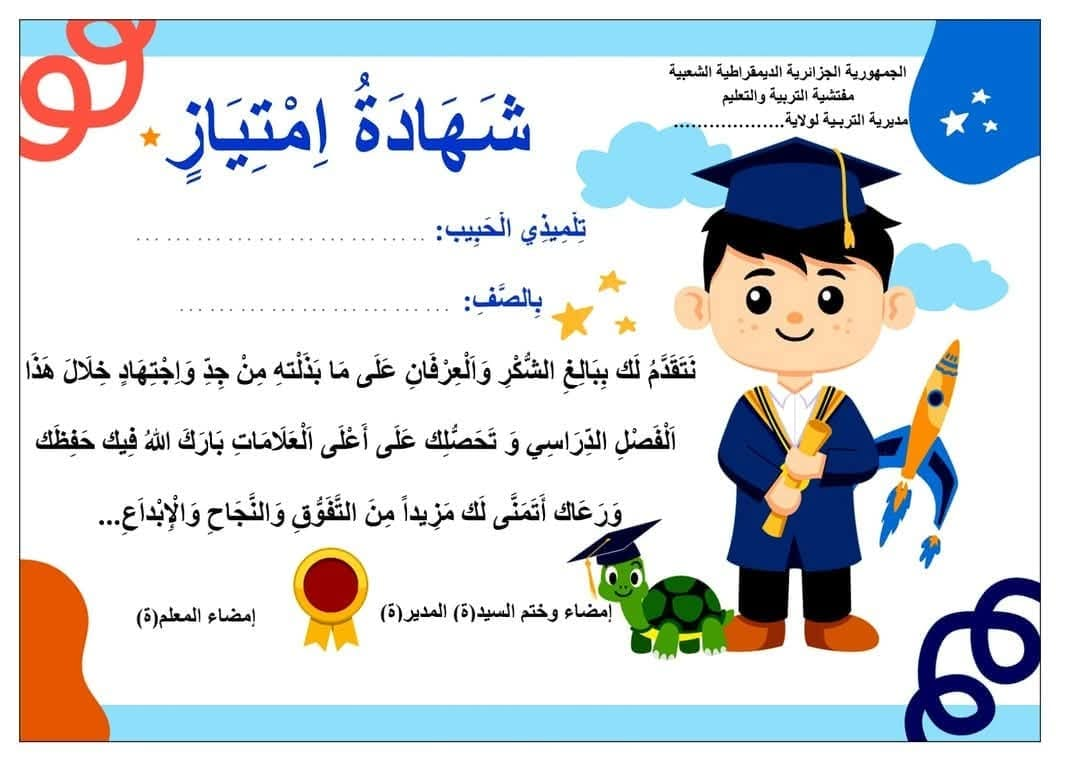 الجمهورية الجزائرية الديمقراطية الشعبية
مفتشية التربية والتعليم
مديرية التربية لولاية...................
شَهَادَةُ اِمْتِيَازٍ
تِلْمِيذِي الْحَبِيب: ... ... ... ... ... ... ... ... ... ..
بِالصَّفِ: ... ... ... ... ... ... ... ... ...
نَتَقَدَّمُ لَك بِبَالِغِ الشُّكْرِ وَالْعِرْفَانِ عَلَى مَا بَذَلْتهِ مِنْ جِدٍّ وَاِجْتِهَادٍ خِلَالَ هَذَا
اَلْفَصْلِ الدِّرَاسِي وَ تَحَصُّلِك عَلَى أَعْلَى اَلْعَلَامَاتِ بَارَكَ اللهُ فِيك حَفِظَك
وَرَعَاك أَتَمَنَّى لَك مَزِيداً مِنَ التَّفَوُّقِ وَالنَّجَاحِ وَالْإِبْداَعِ...
إمضاء وختم السيد(ة) المدير(ة)
إمضاء المعلم(ة)